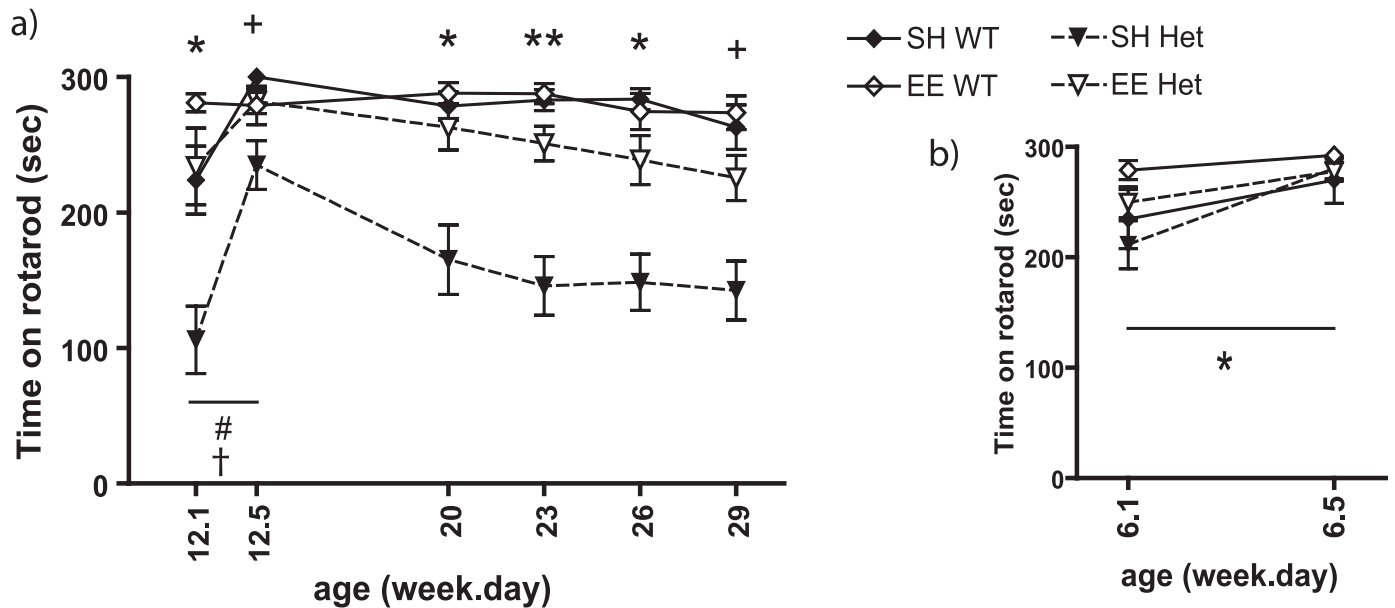 a)
* + * ** * +
SH WT SH Het
EE WT EE Het
300
200
100
0
Time on rotarod (sec)
#
†
12.1 12.5 20 23 26 29
age (week.day)
b)
300
200
100
0
Time on rotarod (sec)
*
6.1 6.5
age (week.day)